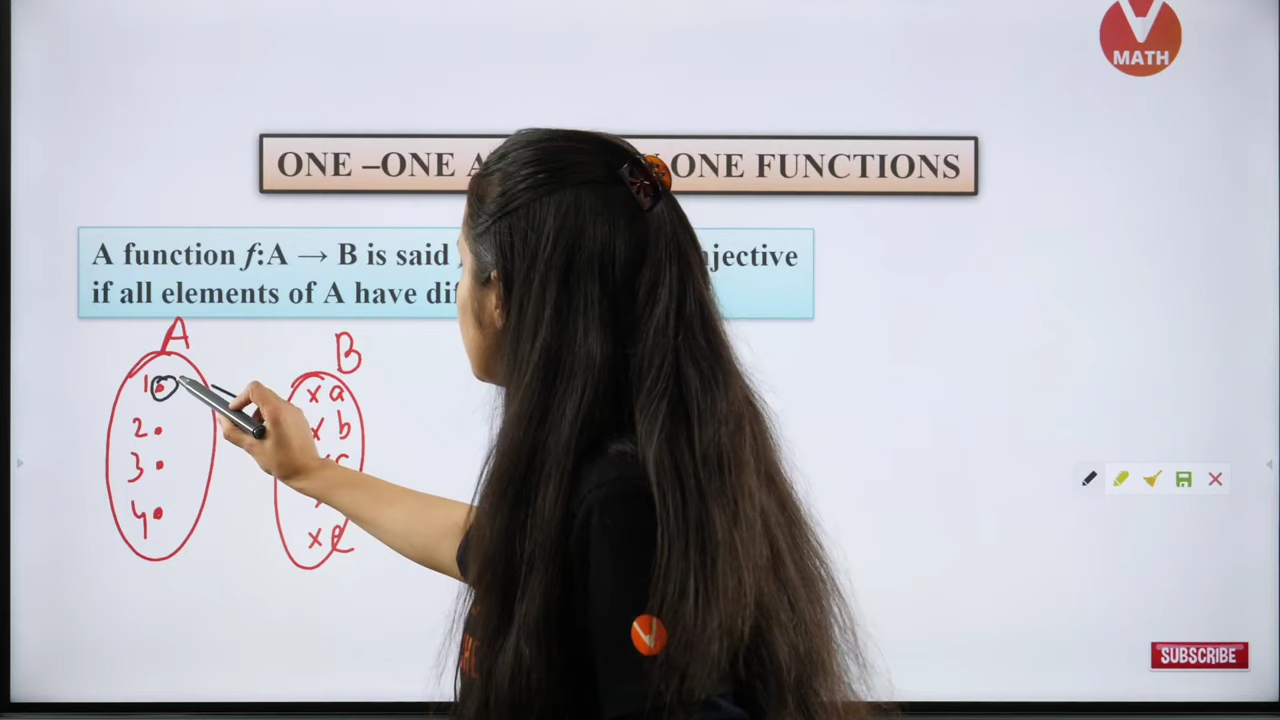 MATH
ONE –ONE A ONE FUNCTIONS
A function f:A → B is said jective
if all elements of A have dif
A
B
1
x a
2
x b
3
c
4
x e
SUBSCRIBE